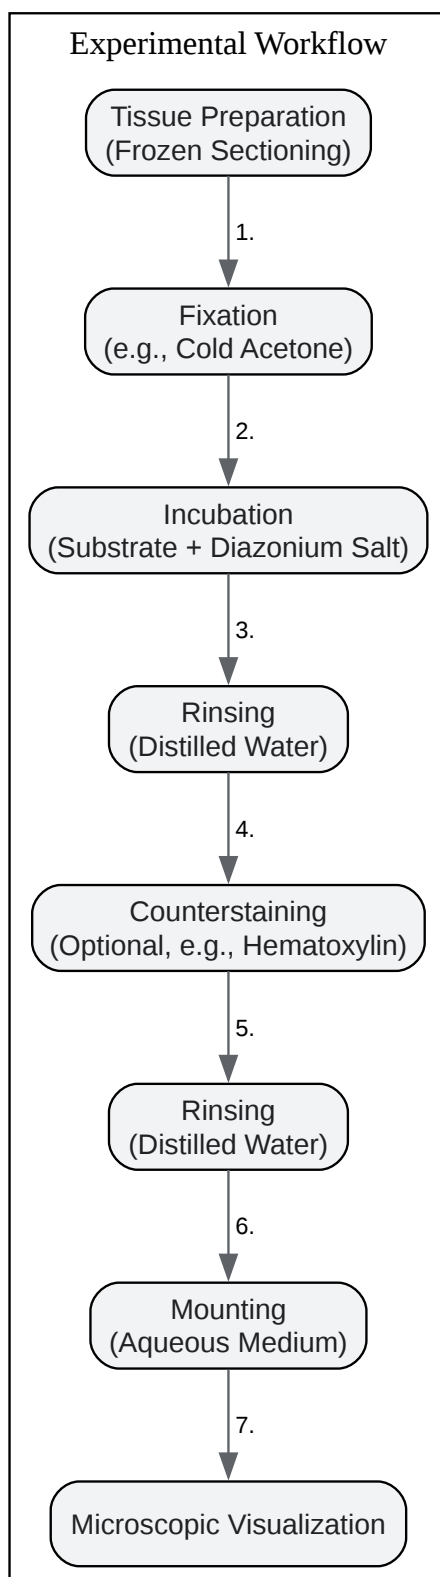 Experimental Workflow
Tissue Preparation
(Frozen Sectioning)
1.
Fixation
(e.g., Cold Acetone)
2.
Incubation
(Substrate + Diazonium Salt)
3.
Rinsing
(Distilled Water)
4.
Counterstaining
(Optional, e.g., Hematoxylin)
5.
Rinsing
(Distilled Water)
6.
Mounting
(Aqueous Medium)
7.
Microscopic Visualization